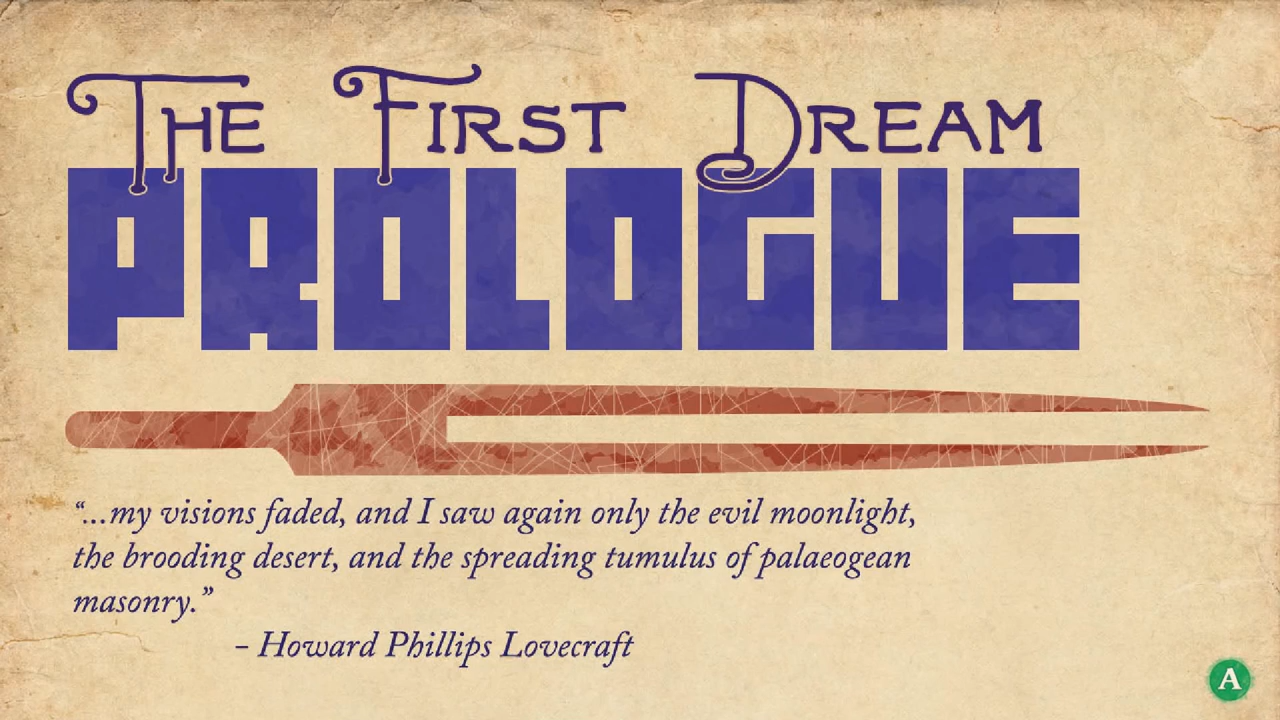 The First Dream
PROLOGUE
“...my visions faded, and I saw again only the evil moonlight,
the brooding desert, and the spreading tumulus of palaeogean
masonry.”
– Howard Phillips Lovecraft
A